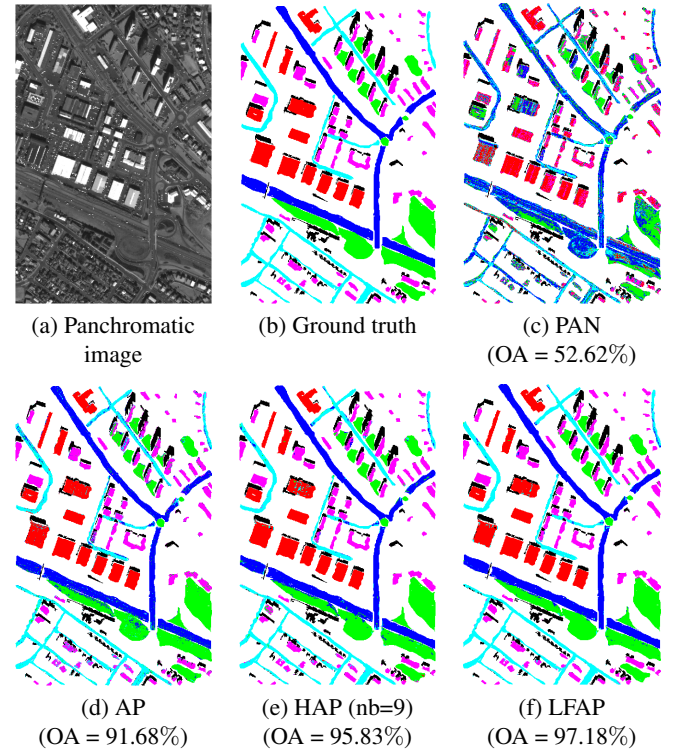 (a) Panchromatic
image
(b) Ground truth
(c) PAN
(OA = 52.62%)
(d) AP
(OA = 91.68%)
(e) HAP (nb=9)
(OA = 95.83%)
(f) LFAP
(OA = 97.18%)